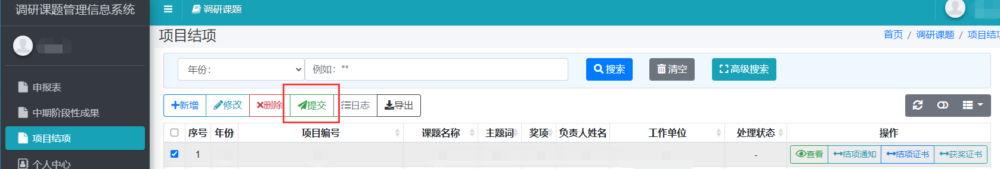 调研课题管理信息系统
调研课题
项目结项
首页 / 调研课题 / 项目结项
年份： 例如：** 搜索 清空 高级搜索
申报表
新增 修改 删除 提交 日志 导出
中期阶段性成果
序号 年份 项目编号 课题名称 主题词 奖项 负责人姓名 工作单位 处理状态 操作
项目结项
1 - 查看 结项通知 结项证书 获奖证书
个人中心